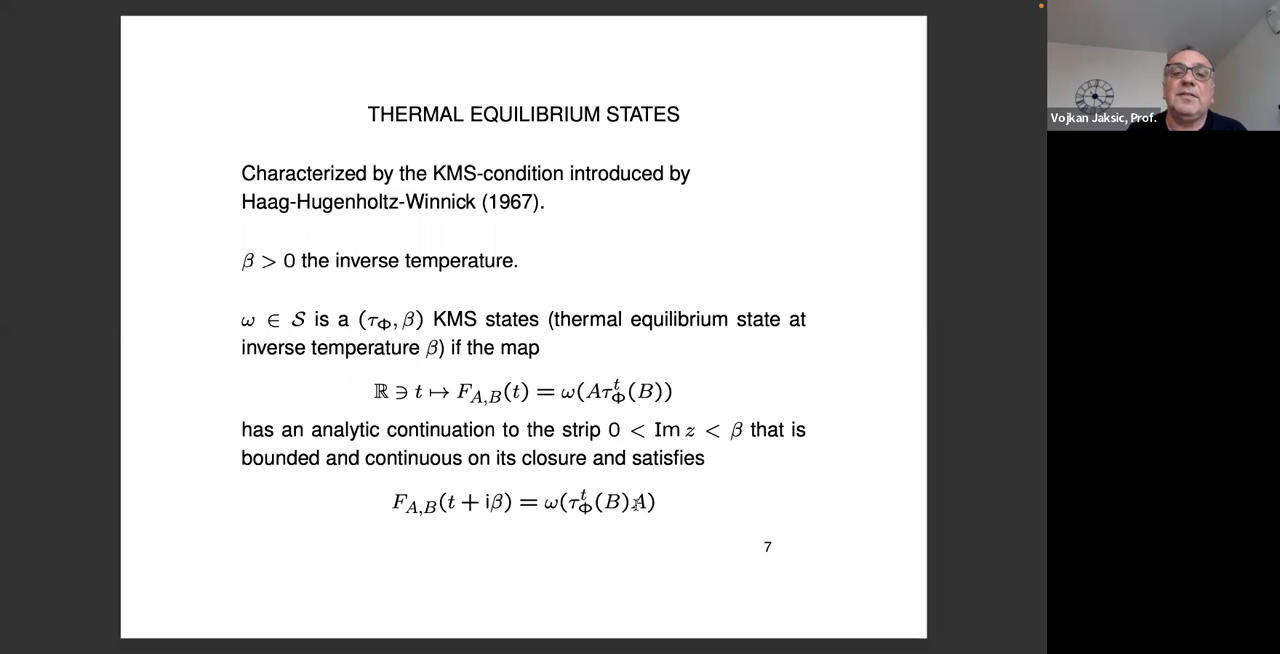 THERMAL EQUILIBRIUM STATES
Characterized by the KMS-condition introduced by
Haag-Hugenholtz-Winnick (1967).
β > 0 the inverse temperature.
ω ∈ 𝒮 is a (τ_Φ, β) KMS states (thermal equilibrium state at
inverse temperature β) if the map
ℝ ∋ t ↦ F_{A,B}(t) = ω(Aτ_Φ^t(B))
has an analytic continuation to the strip 0 < Im z < β that is
bounded and continuous on its closure and satisfies
F_{A,B}(t + iβ) = ω(τ_Φ^t(B)A)
7
Vojkan Jaksic, Prof.